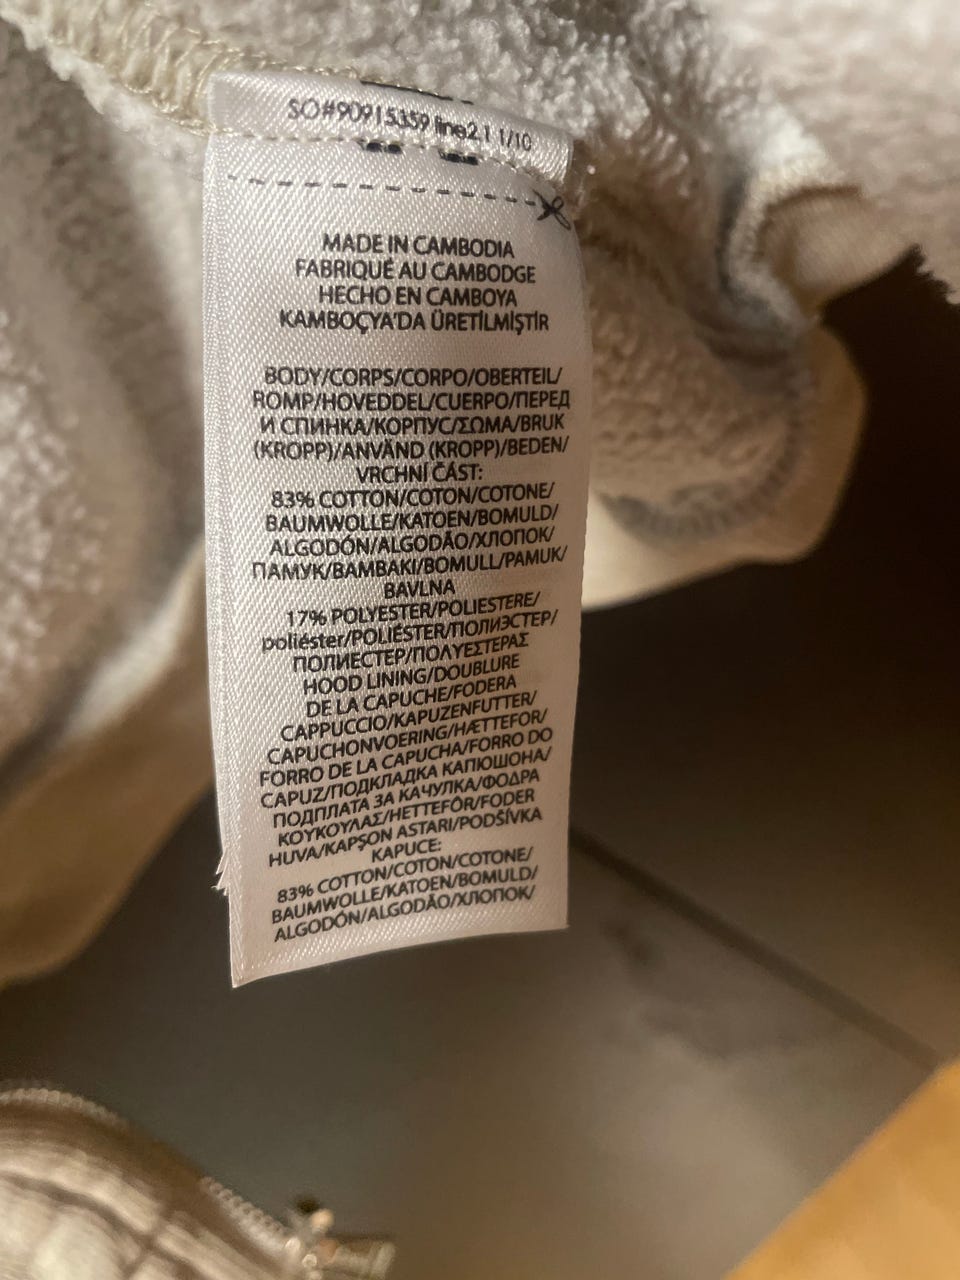 SO#90915359 line2.1 1/10
MADE IN CAMBODIA
FABRIQUÉ AU CAMBODGE
HECHO EN CAMBOYA
KAMBOÇYA'DA ÜRETİLMİŞTİR
BODY/CORPS/CORPO/OBERTEIL/
ROMP/HOVEDDEL/CUERPO/ПЕРЕД
И СПИНКА/КОРПУС/ΣΩΜΑ/BRUK
(KROPP)/ANVÄND (KROPP)/BEDEN/
VRCHNÍ ČÁST:
83% COTTON/COTON/COTONE/
BAUMWOLLE/KATOEN/BOMULD/
ALGODÓN/ALGODÃO/ХЛОПОК/
ПАМУК/ΒΑΜΒΑΚΙ/BOMULL/PAMUK/
BAVLNA
17% POLYESTER/POLIESTERE/
poliéster/POLIÉSTER/ПОЛИЭСТЕР/
ПОЛИЕСТЕР/ΠΟΛΥΕΣΤΕΡΑΣ
HOOD LINING/DOUBLURE
DE LA CAPUCHE/FODERA
CAPPUCCIO/KAPUZENFUTTER/
CAPUCHONVOERING/HÆTTEFOR/
FORRO DE LA CAPUCHA/FORRO DO
CAPUZ/ПОДКЛАДКА КАПЮШОНА/
ПОДПЛАТА ЗА КАЧУЛКА/ΦΟΔΡΑ
ΚΟΥΚΟΥΛΑΣ/HETTEFÔR/FODER
HUVA/KAPŞON ASTARI/PODŠÍVKA
KAPUCE:
83% COTTON/COTON/COTONE/
BAUMWOLLE/KATOEN/BOMULD/
ALGODÓN/ALGODÃO/ХЛОПОК/